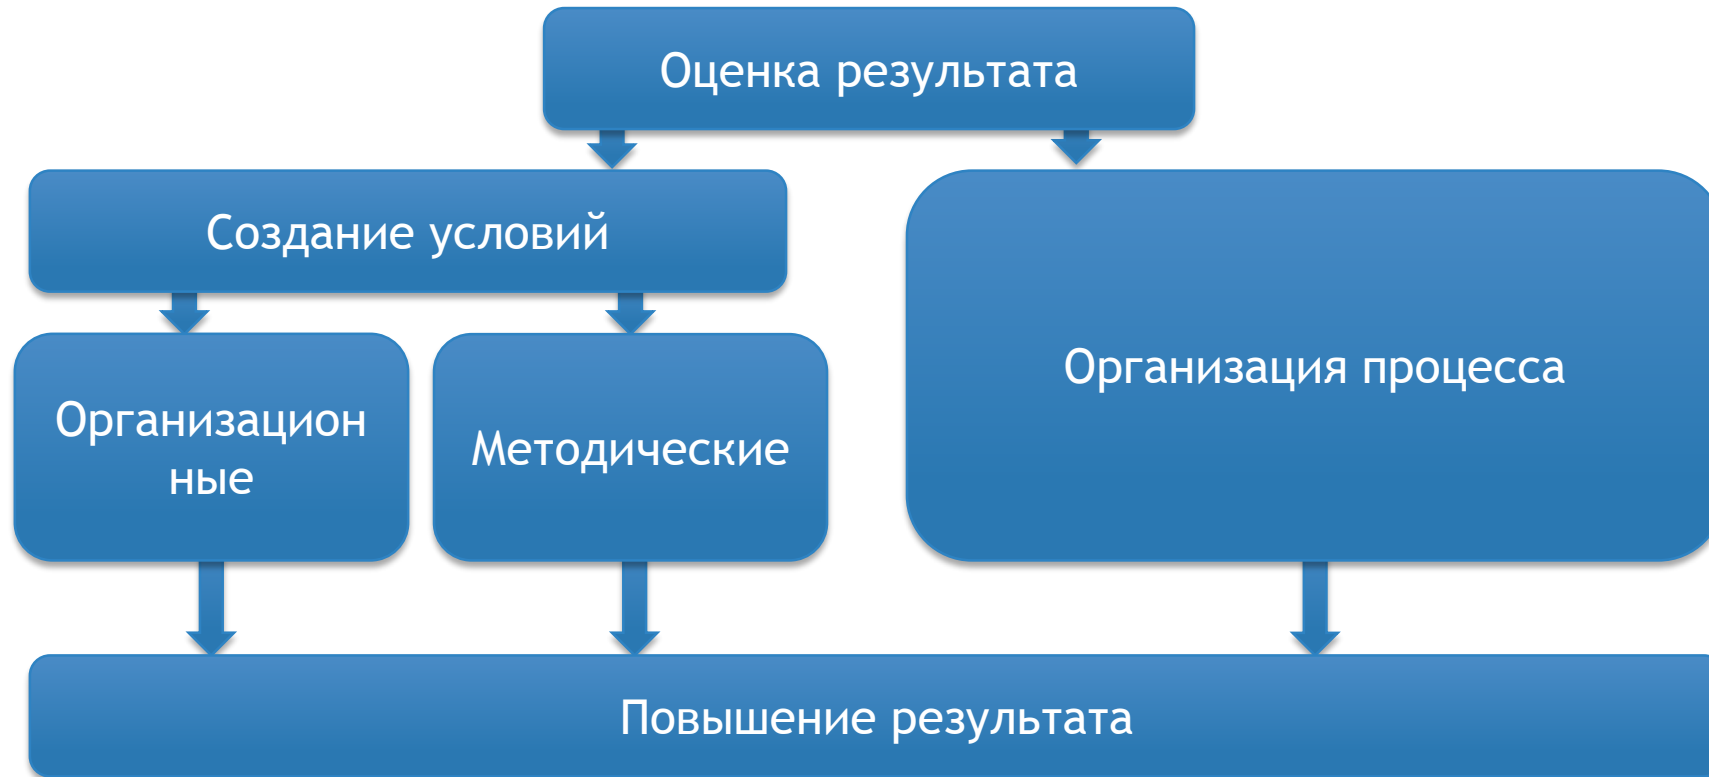 Оценка результата
Создание условий
Организация процесса
Организацион
ные
Методические
Повышение результата